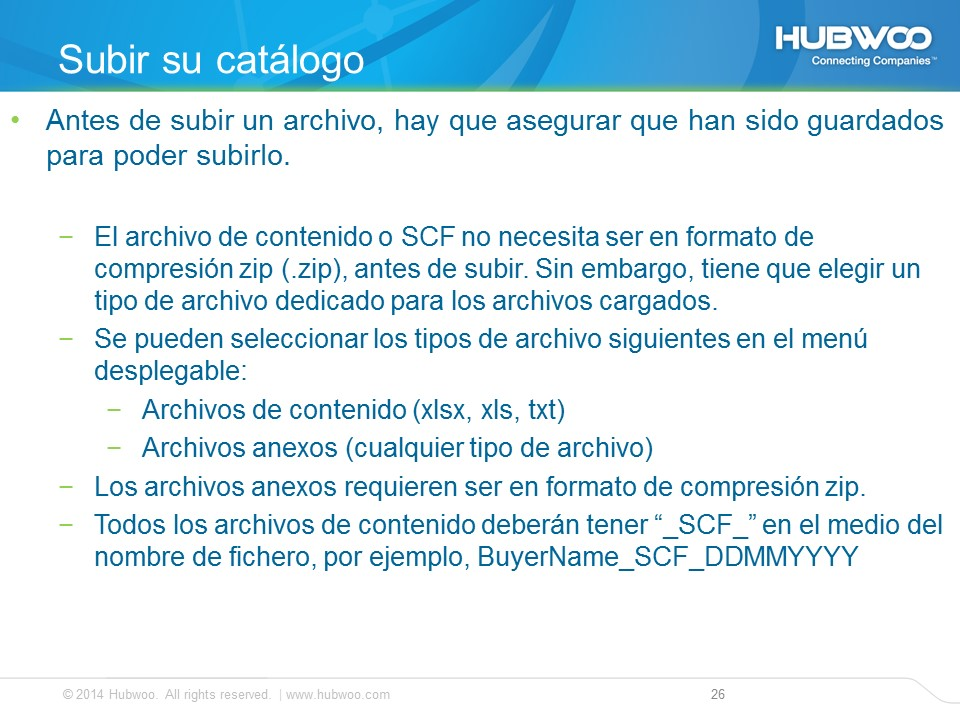 Subir su catálogo
HUBWOO
Connecting Companies™
• Antes de subir un archivo, hay que asegurar que han sido guardados
para poder subirlo.
− El archivo de contenido o SCF no necesita ser en formato de
compresión zip (.zip), antes de subir. Sin embargo, tiene que elegir un
tipo de archivo dedicado para los archivos cargados.
− Se pueden seleccionar los tipos de archivo siguientes en el menú
desplegable:
− Archivos de contenido (xlsx, xls, txt)
− Archivos anexos (cualquier tipo de archivo)
− Los archivos anexos requieren ser en formato de compresión zip.
− Todos los archivos de contenido deberán tener “_SCF_” en el medio del
nombre de fichero, por ejemplo, BuyerName_SCF_DDMMYYYY
© 2014 Hubwoo. All rights reserved. | www.hubwoo.com
26